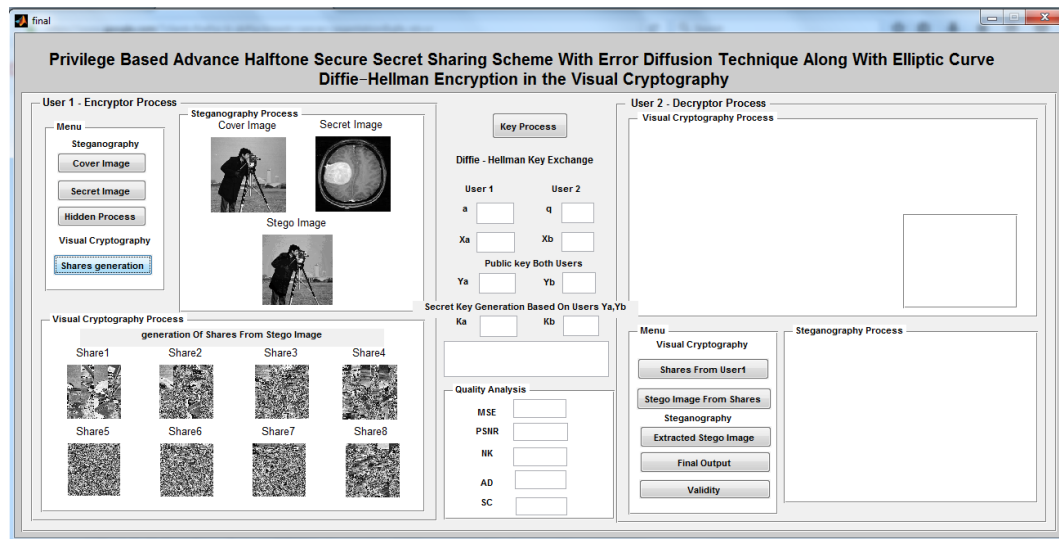 final
Privilege Based Advance Halftone Secure Secret Sharing Scheme With Error Diffusion Technique Along With Elliptic Curve
Diffie-Hellman Encryption in the Visual Cryptography
User 1 - Encryptor Process
Menu
Steganography
Cover Image
Secret Image
Hidden Process
Visual Cryptography
Shares generation
Steganography Process
Cover Image
Secret Image
Stego Image
Visual Cryptography Process
generation Of Shares From Stego Image
Share1 Share2 Share3 Share4
Share5 Share6 Share7 Share8
Key Process
Diffie - Hellman Key Exchange
User 1 User 2
a q
Xa Xb
Public key Both Users
Ya Yb
Secret Key Generation Based On Users Ya,Yb
Ka Kb
Quality Analysis
MSE
PSNR
NK
AD
SC
User 2 - Decryptor Process
Visual Cryptography Process
Menu
Visual Cryptography
Shares From User1
Stego Image From Shares
Steganography
Extracted Stego Image
Final Output
Validity
Steganography Process